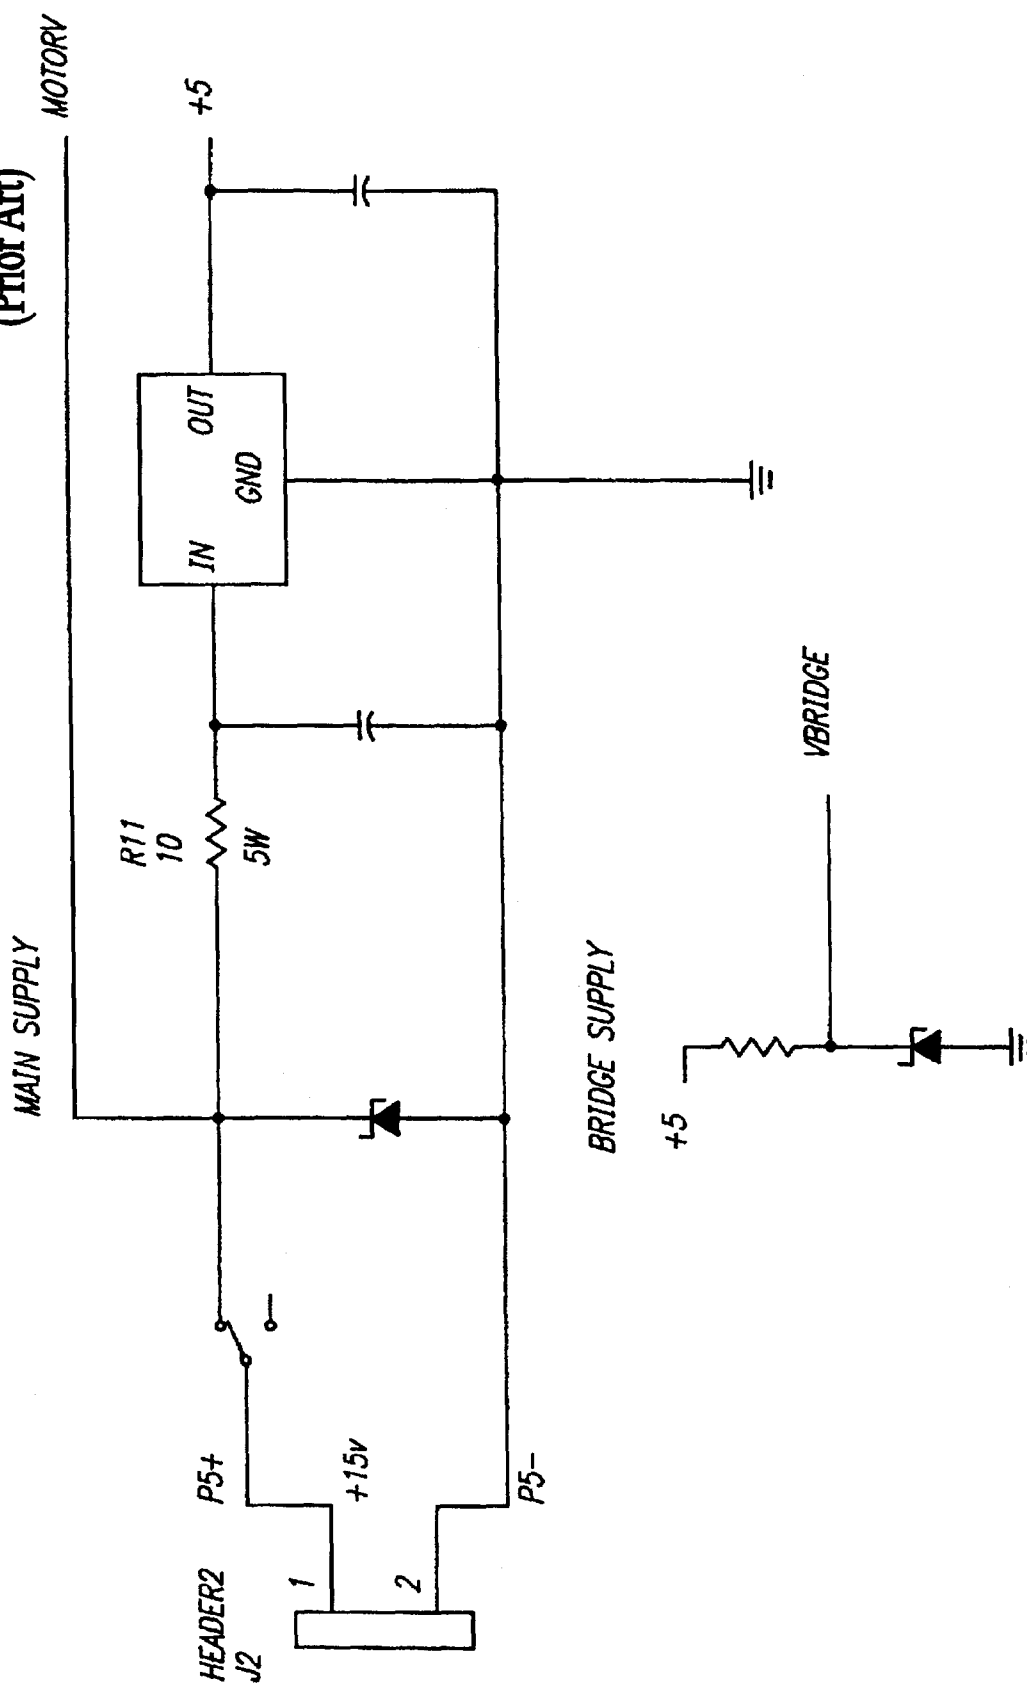 (Prior Art)
MAIN SUPPLY
MOTORV
HEADER2
J2
1
2
P5+
+15v
P5-
R11
10
5W
IN
OUT
GND
+5
BRIDGE SUPPLY
+5
VBRIDGE